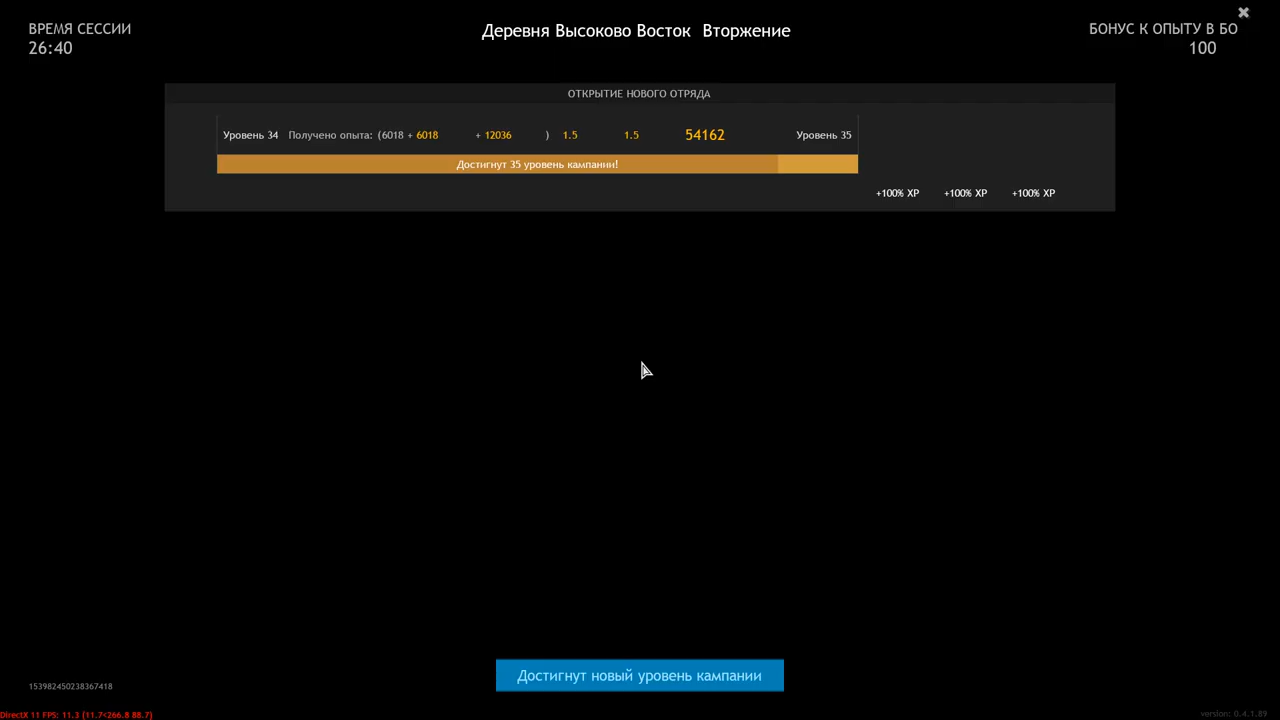 ВРЕМЯ СЕССИИ
26:40
Деревня Высоково Восток Вторжение
БОНУС К ОПЫТУ В БО
100
ОТКРЫТИЕ НОВОГО ОТРЯДА
Уровень 34 Получено опыта: (6018 + 6018 + 12036 ) 1.5 1.5 54162 Уровень 35
Достигнут 35 уровень кампании!
+100% XP +100% XP +100% XP
Достигнут новый уровень кампании
153982450238367418
DirectX 11 FPS: 11.3 (11.7<266.8 88.7)
version: 0.4.1.89